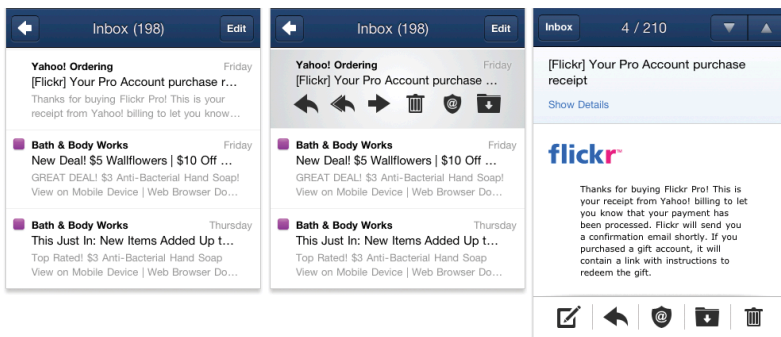 Inbox (198)
Edit
Yahoo! Ordering Friday
[Flickr] Your Pro Account purchase r...
Thanks for buying Flickr Pro! This is your
receipt from Yahoo! billing to let you know...
Bath & Body Works Friday
New Deal! $5 Wallflowers | $10 Off ...
GREAT DEAL! $3 Anti-Bacterial Hand Soap!
View on Mobile Device | Web Browser Do...
Bath & Body Works Thursday
This Just In: New Items Added Up t...
Top Rated! $3 Anti-Bacterial Hand Soap
View on Mobile Device | Web Browser Do...
Inbox (198)
Edit
Yahoo! Ordering Friday
[Flickr] Your Pro Account purchase ...
@
Bath & Body Works Friday
New Deal! $5 Wallflowers | $10 Off ...
GREAT DEAL! $3 Anti-Bacterial Hand Soap!
View on Mobile Device | Web Browser Do...
Bath & Body Works Thursday
This Just In: New Items Added Up t...
Top Rated! $3 Anti-Bacterial Hand Soap
View on Mobile Device | Web Browser Do...
Inbox
4 / 210
[Flickr] Your Pro Account purchase
receipt
Show Details
flickr™
Thanks for buying Flickr Pro! This is
your receipt from Yahoo! billing to let
you know that your payment has
been processed. Flickr will send you
a confirmation email shortly. If you
purchased a gift account, it will
contain a link with instructions to
redeem the gift.
@